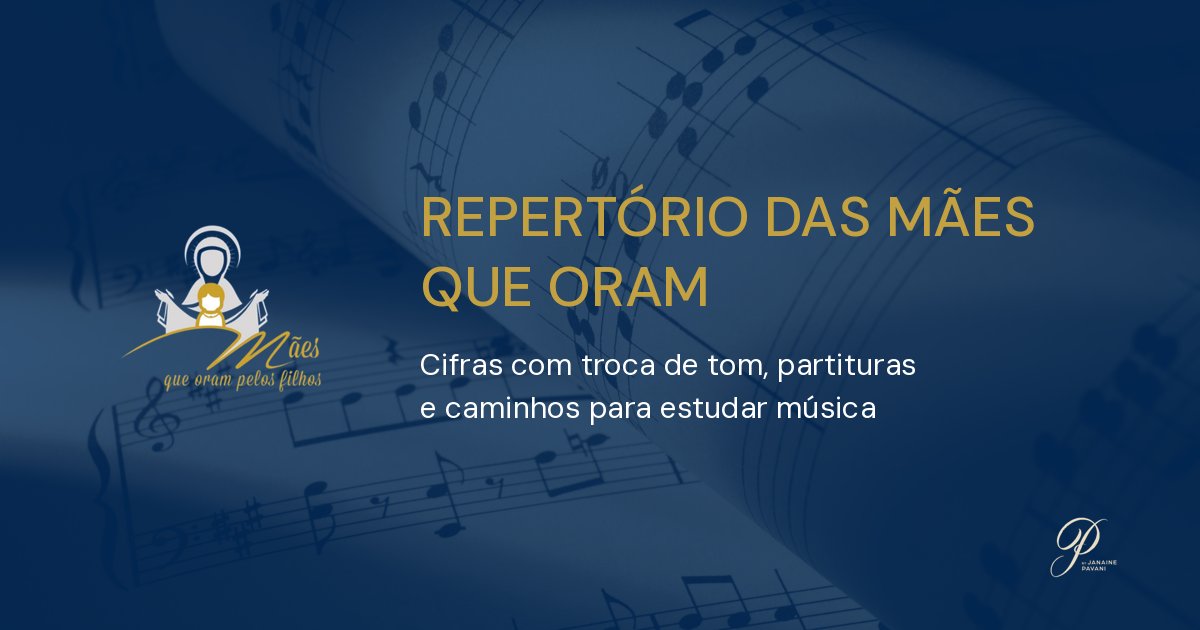 REPERTÓRIO DAS MÃES
QUE ORAM
Mães
que oram pelos filhos
Cifras com troca de tom, partituras
e caminhos para estudar música
P
BY JANAINE
PAVANI